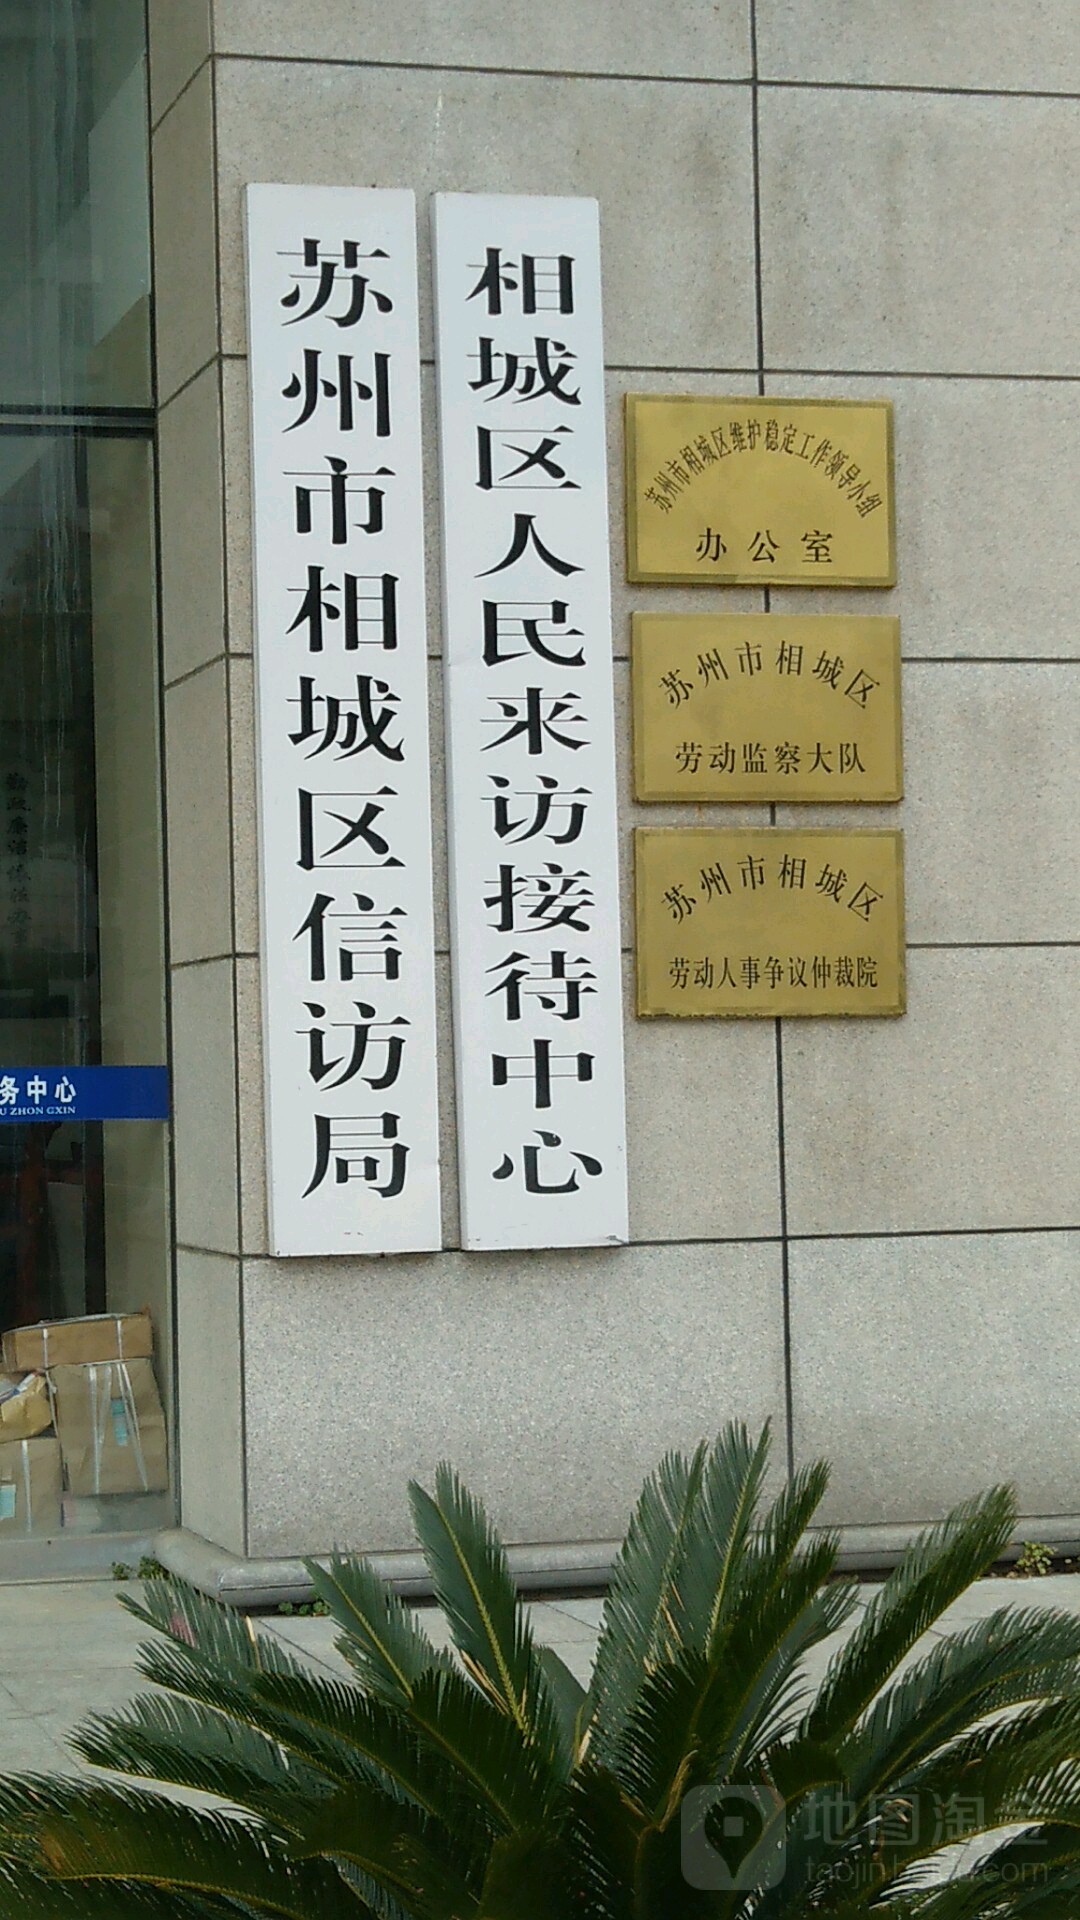 苏州市相城区信访局
相城区人民来访接待中心
苏州市相城区维护稳定工作领导小组
办公室
苏州市相城区
劳动监察大队
苏州市相城区
劳动人事争议仲裁院
务中心
U ZHONG XIN
地图淘金